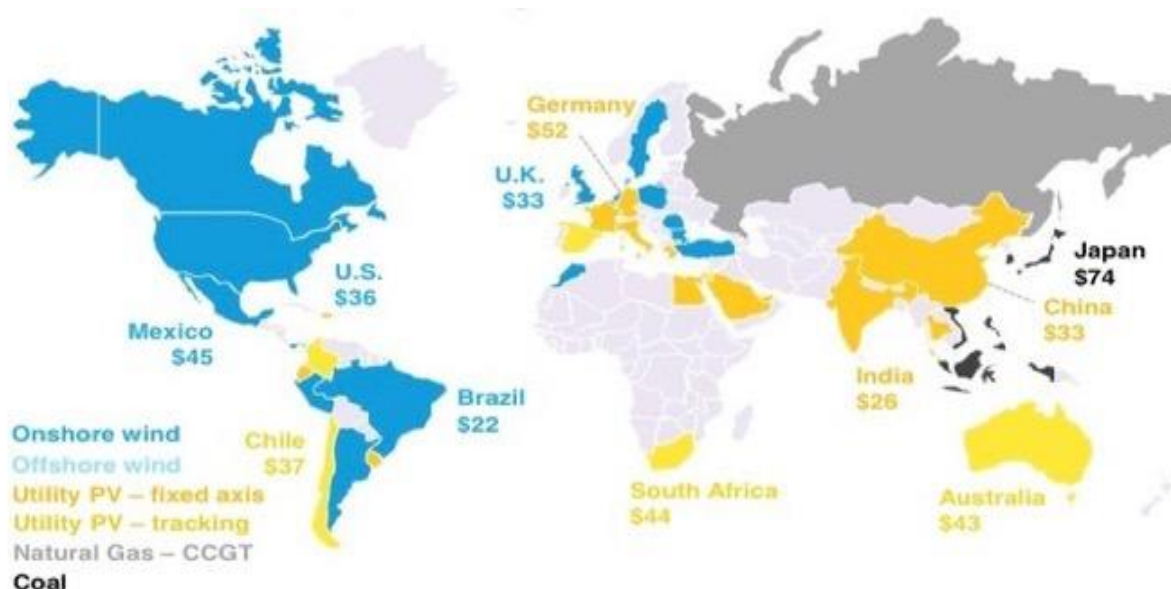 Germany
$52
U.K.
$33
U.S.
$36
Japan
$74
Mexico
$45
China
$33
India
$26
Brazil
$22
Chile
$37
South Africa
$44
Australia
$43
Onshore wind
Offshore wind
Utility PV – fixed axis
Utility PV – tracking
Natural Gas – CCGT
Coal